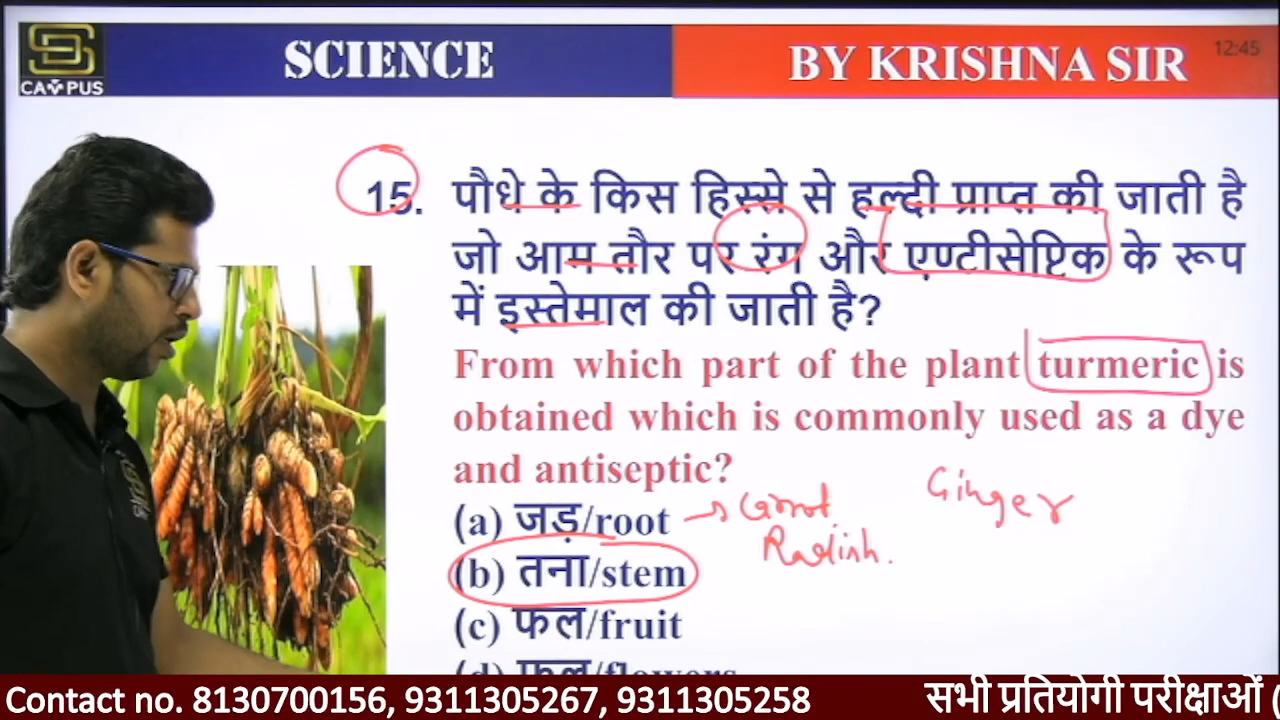 SCIENCE
BY KRISHNA SIR
12:45
CAMPUS
15. पौधे के किस हिस्से से हल्दी प्राप्त की जाती है
जो आम तौर पर रंग और एण्टीसेप्टिक के रूप
में इस्तेमाल की जाती है?
From which part of the plant turmeric is
obtained which is commonly used as a dye
and antiseptic?
(a) जड़/root
Ginger
Radish.
(b) तना/stem
(c) फल/fruit
(d) फूल/flowers
Contact no. 8130700156, 9311305267, 9311305258
सभी प्रतियोगी परीक्षाओं (